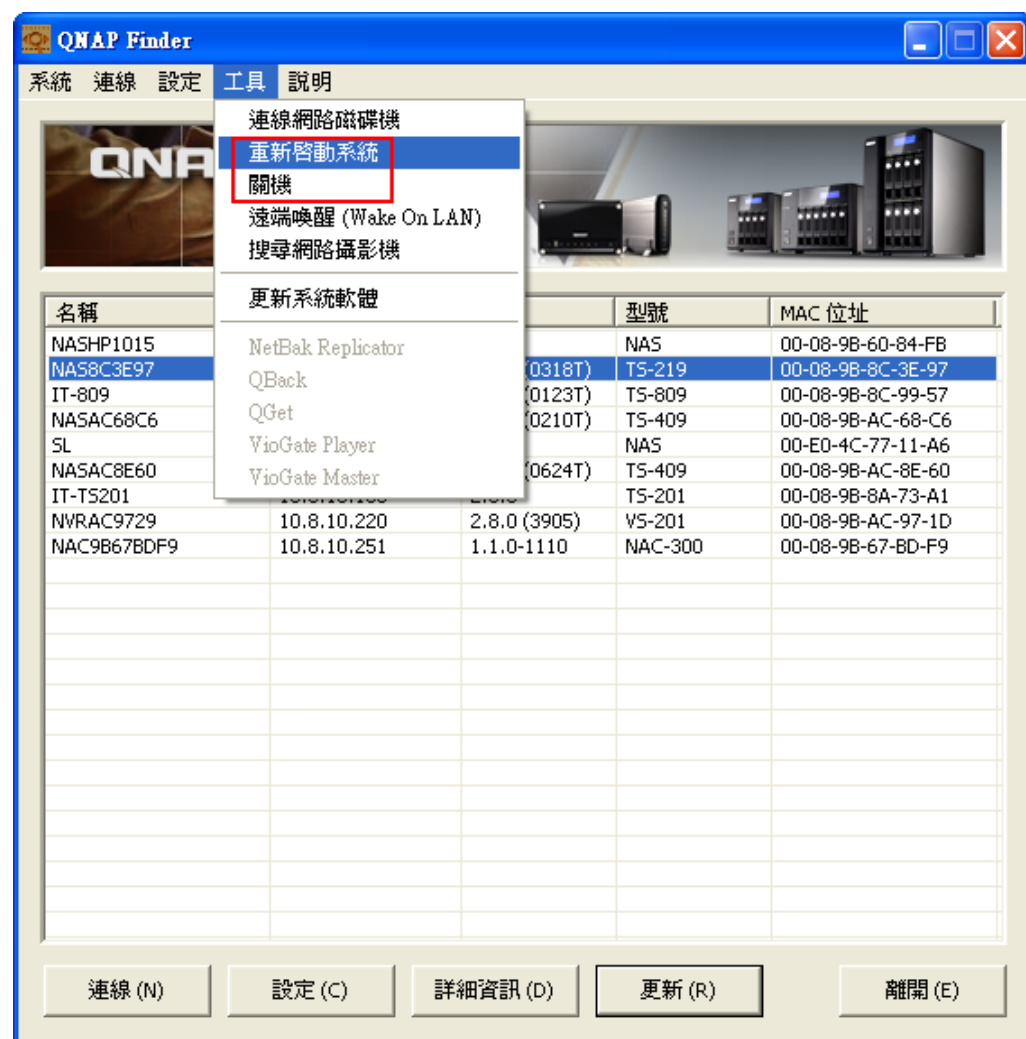 QNAP Finder
系統 連線 設定 工具 說明
QNA
連線網路磁碟機
重新啓動系統
關機
遠端喚醒 (Wake On LAN)
搜尋網路攝影機
更新系統軟體
NetBak Replicator
QBack
QGet
VioGate Player
VioGate Master
名稱 型號 MAC 位址
NASHP1015 NAS 00-08-9B-60-84-FB
NAS8C3E97 (0318T) TS-219 00-08-9B-8C-3E-97
IT-809 (0123T) TS-809 00-08-9B-8C-99-57
NASAC68C6 (0210T) TS-409 00-08-9B-AC-68-C6
SL NAS 00-E0-4C-77-11-A6
NASAC8E60 (0624T) TS-409 00-08-9B-AC-8E-60
IT-TS201 TS-201 00-08-9B-8A-73-A1
NVRAC9729 10.8.10.220 2.8.0 (3905) VS-201 00-08-9B-AC-97-1D
NAC9B67BDF9 10.8.10.251 1.1.0-1110 NAC-300 00-08-9B-67-BD-F9
連線 (N) 設定 (C) 詳細資訊 (D) 更新 (R) 離開 (E)